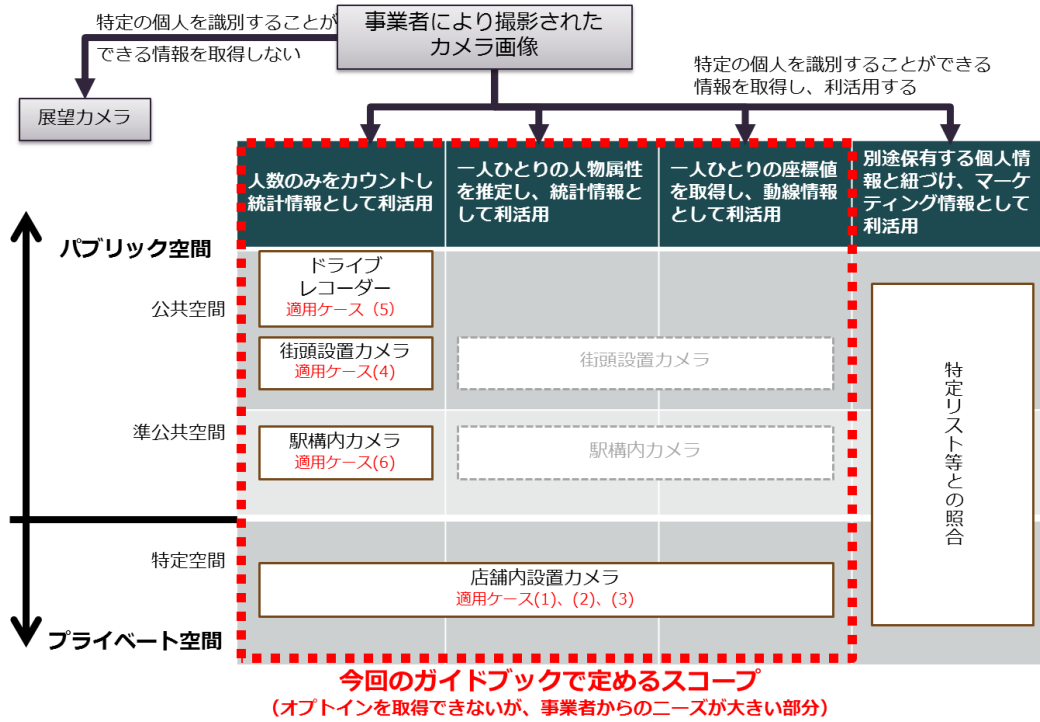 特定の個人を識別することが
できる情報を取得しない
事業者により撮影された
カメラ画像
特定の個人を識別することができる
情報を取得し、利活用する
展望カメラ
人数のみをカウントし
統計情報として利活用
一人ひとりの人物属性
を推定し、統計情報と
して利活用
一人ひとりの座標値
を取得し、動線情報
として利活用
別途保有する個人情
報と紐づけ、マーケ
ティング情報として
利活用
パブリック空間
公共空間
ドライブ
レコーダー
適用ケース（5）
街頭設置カメラ
適用ケース(4)
街頭設置カメラ
準公共空間
駅構内カメラ
適用ケース(6)
駅構内カメラ
特定リスト等との照合
特定空間
店舗内設置カメラ
適用ケース(1)、(2)、(3)
プライベート空間
今回のガイドブックで定めるスコープ
（オプトインを取得できないが、事業者からのニーズが大きい部分）